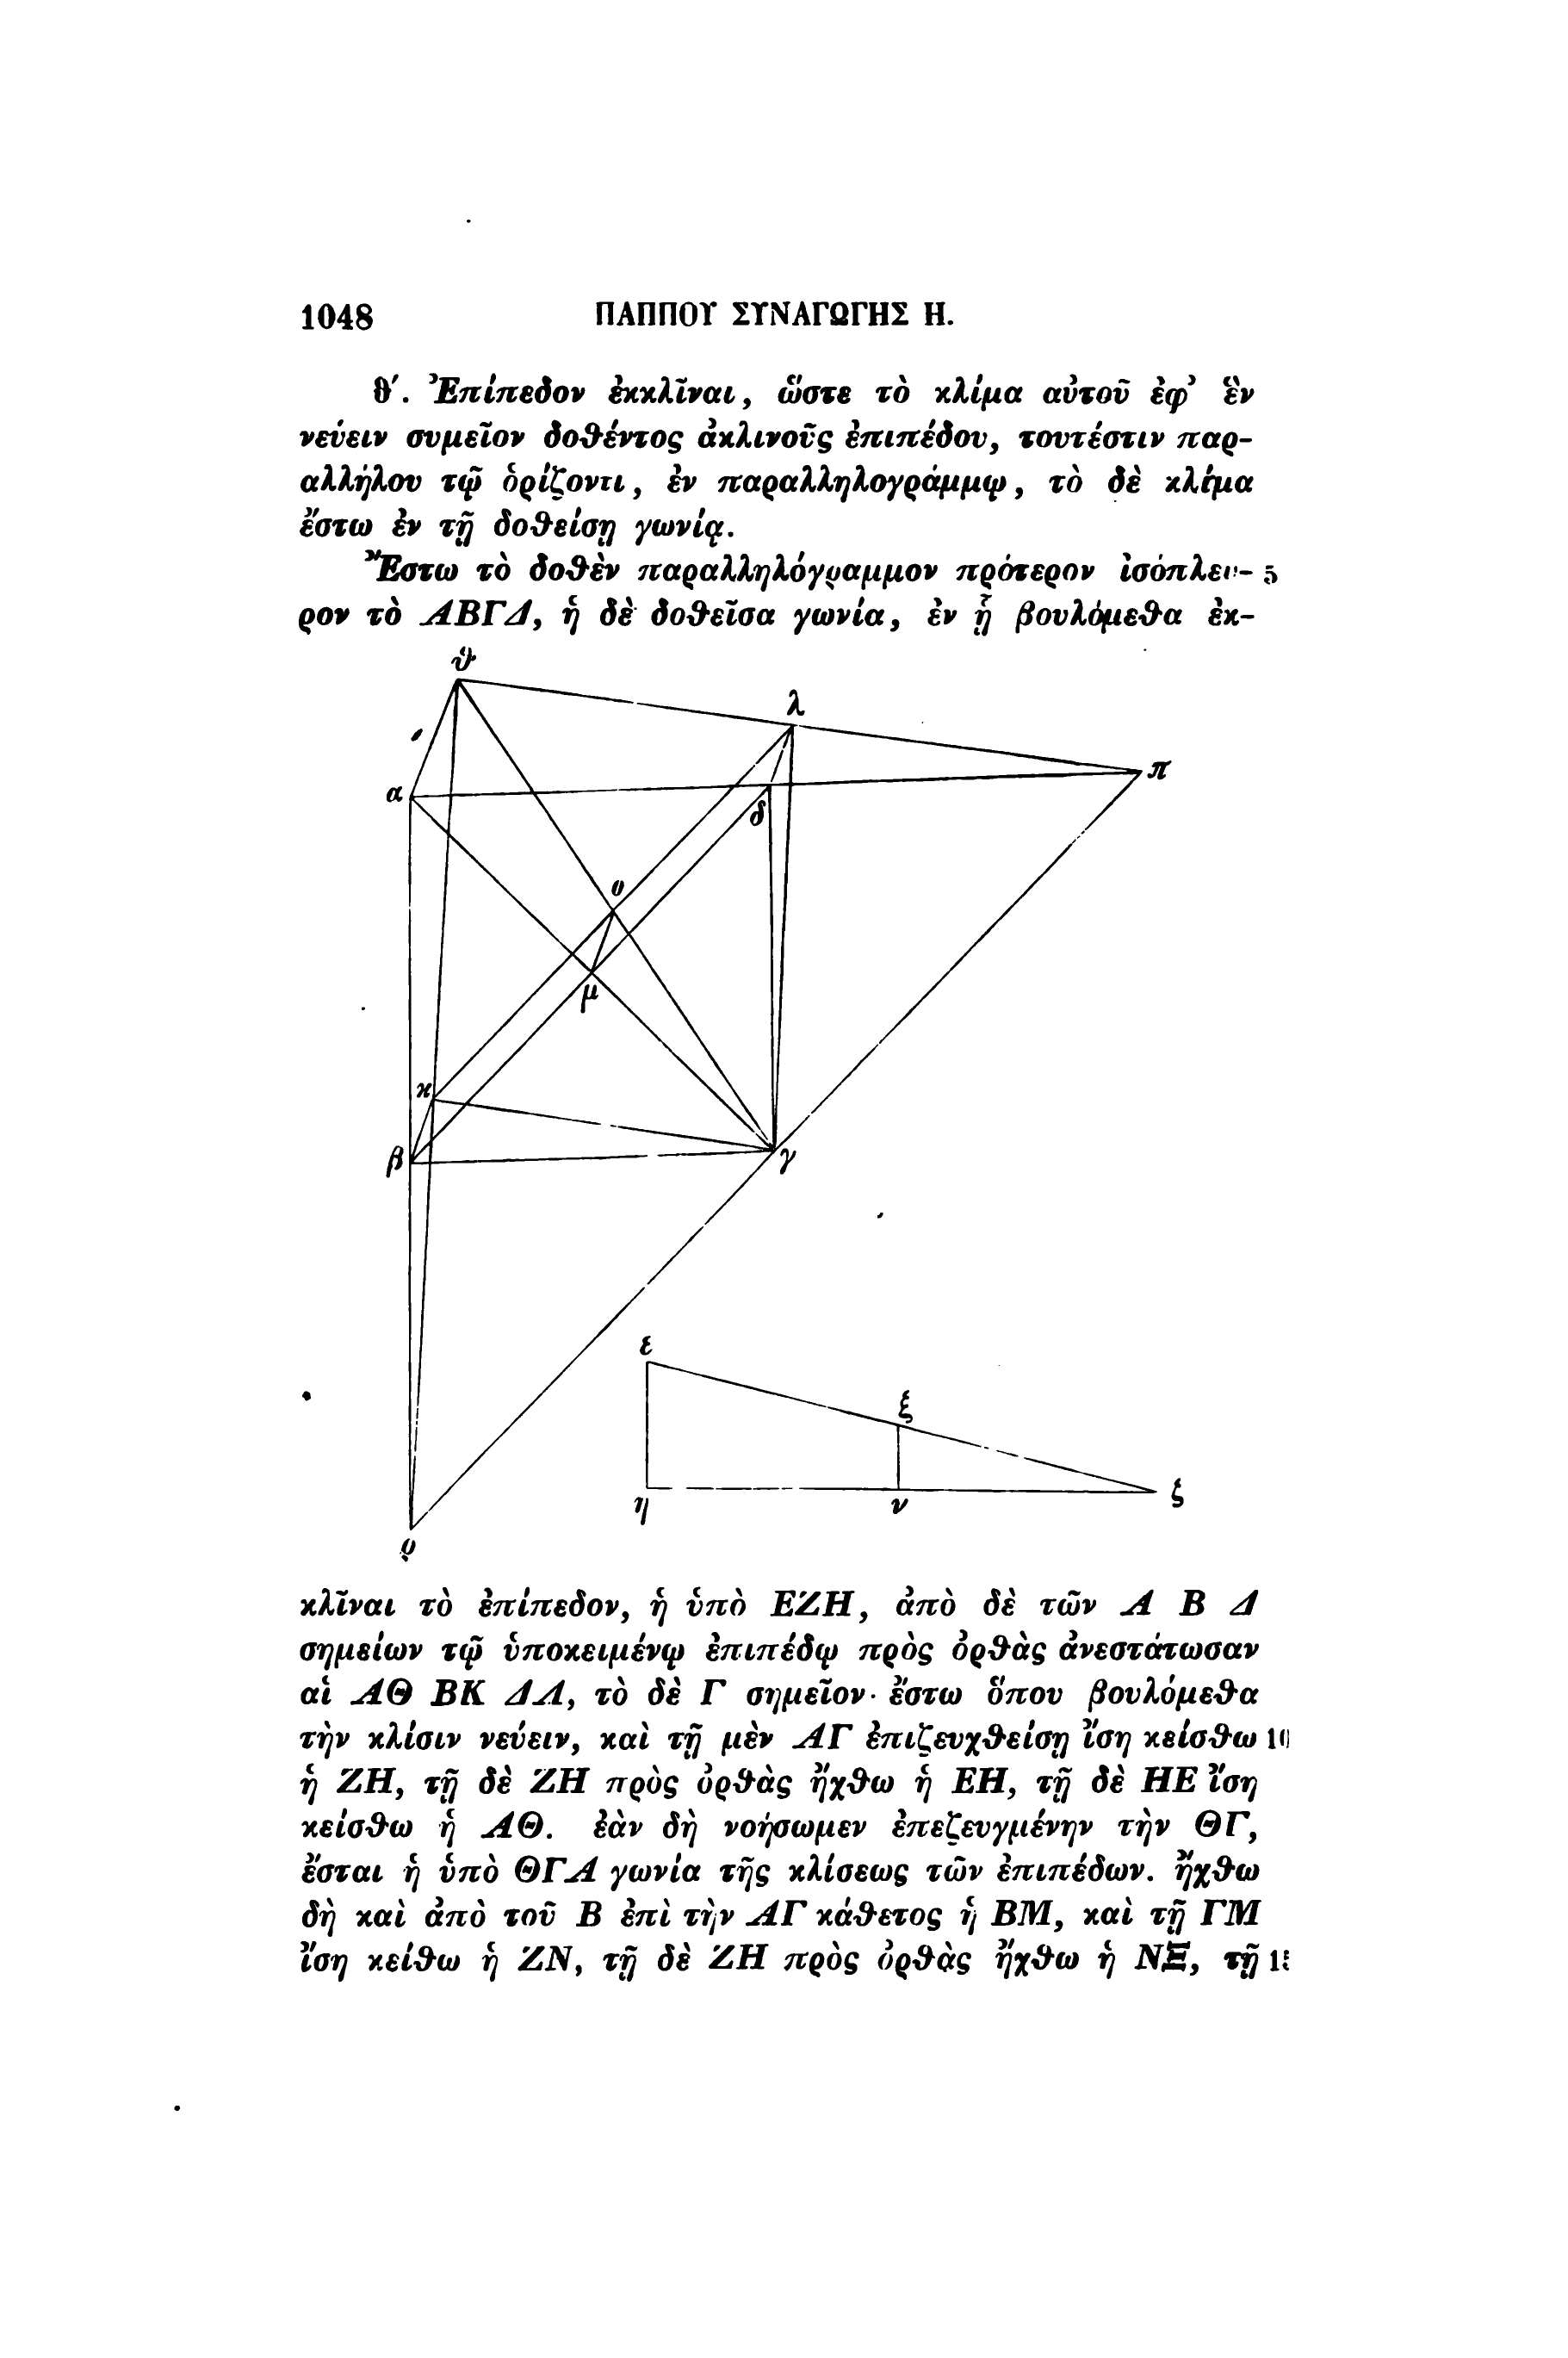 1048 ΠΑΠΠΟΥ ΣΥΝΑΓΩΓΗΣ Η.
θ΄. Ἐπίπεδον ἐκκλῖναι, ὥστε τὸ κλίμα αὐτοῦ ἐφ᾽ ἓν
νεύειν συμεῖον δοθέντος ἀκλινοῦς ἐπιπέδου, τουτέστιν παρ-
αλλήλου τῷ ὁρίζοντι, ἐν παραλληλογράμμῳ, τὸ δὲ κλίμα
ἔστω ἐν τῇ δοθείσῃ γωνίᾳ.
Ἔστω τὸ δοθὲν παραλληλόγραμμον πρότερον ἰσόπλευ- 5
ρον τὸ ΑΒΓΔ, ἡ δὲ δοθεῖσα γωνία, ἐν ᾗ βουλόμεθα ἐκ-
θ
λ
π
α
δ
ο
μ
κ
β
γ
ε
ξ
η
ν
ζ
ρ
κλῖναι τὸ ἐπίπεδον, ἡ ὑπὸ ΕΖΗ, ἀπὸ δὲ τῶν Α Β Δ
σημείων τῷ ὑποκειμένῳ ἐπιπέδῳ πρὸς ὀρθὰς ἀνεστάτωσαν
αἱ ΑΘ ΒΚ ΔΛ, τὸ δὲ Γ σημεῖον· ἔστω ὅπου βουλόμεθα
τὴν κλίσιν νεύειν, καὶ τῇ μὲν ΑΓ ἐπιζευχθείσῃ ἴση κείσθω 10
ἡ ΖΗ, τῇ δὲ ΖΗ πρὸς ὀρθὰς ἤχθω ἡ ΕΗ, τῇ δὲ ΗΕ ἴση
κείσθω ἡ ΑΘ. ἐὰν δὴ νοήσωμεν ἐπεζευγμένην τὴν ΘΓ,
ἔσται ἡ ὑπὸ ΘΓΑ γωνία τῆς κλίσεως τῶν ἐπιπέδων. ἤχθω
δὴ καὶ ἀπὸ τοῦ Β ἐπὶ τὴν ΑΓ κάθετος ἡ ΒΜ, καὶ τῇ ΓΜ
ἴση κείθω ἡ ΖΝ, τῇ δὲ ΖΗ πρὸς ὀρθὰς ἤχθω ἡ ΝΞ, τῇ 15